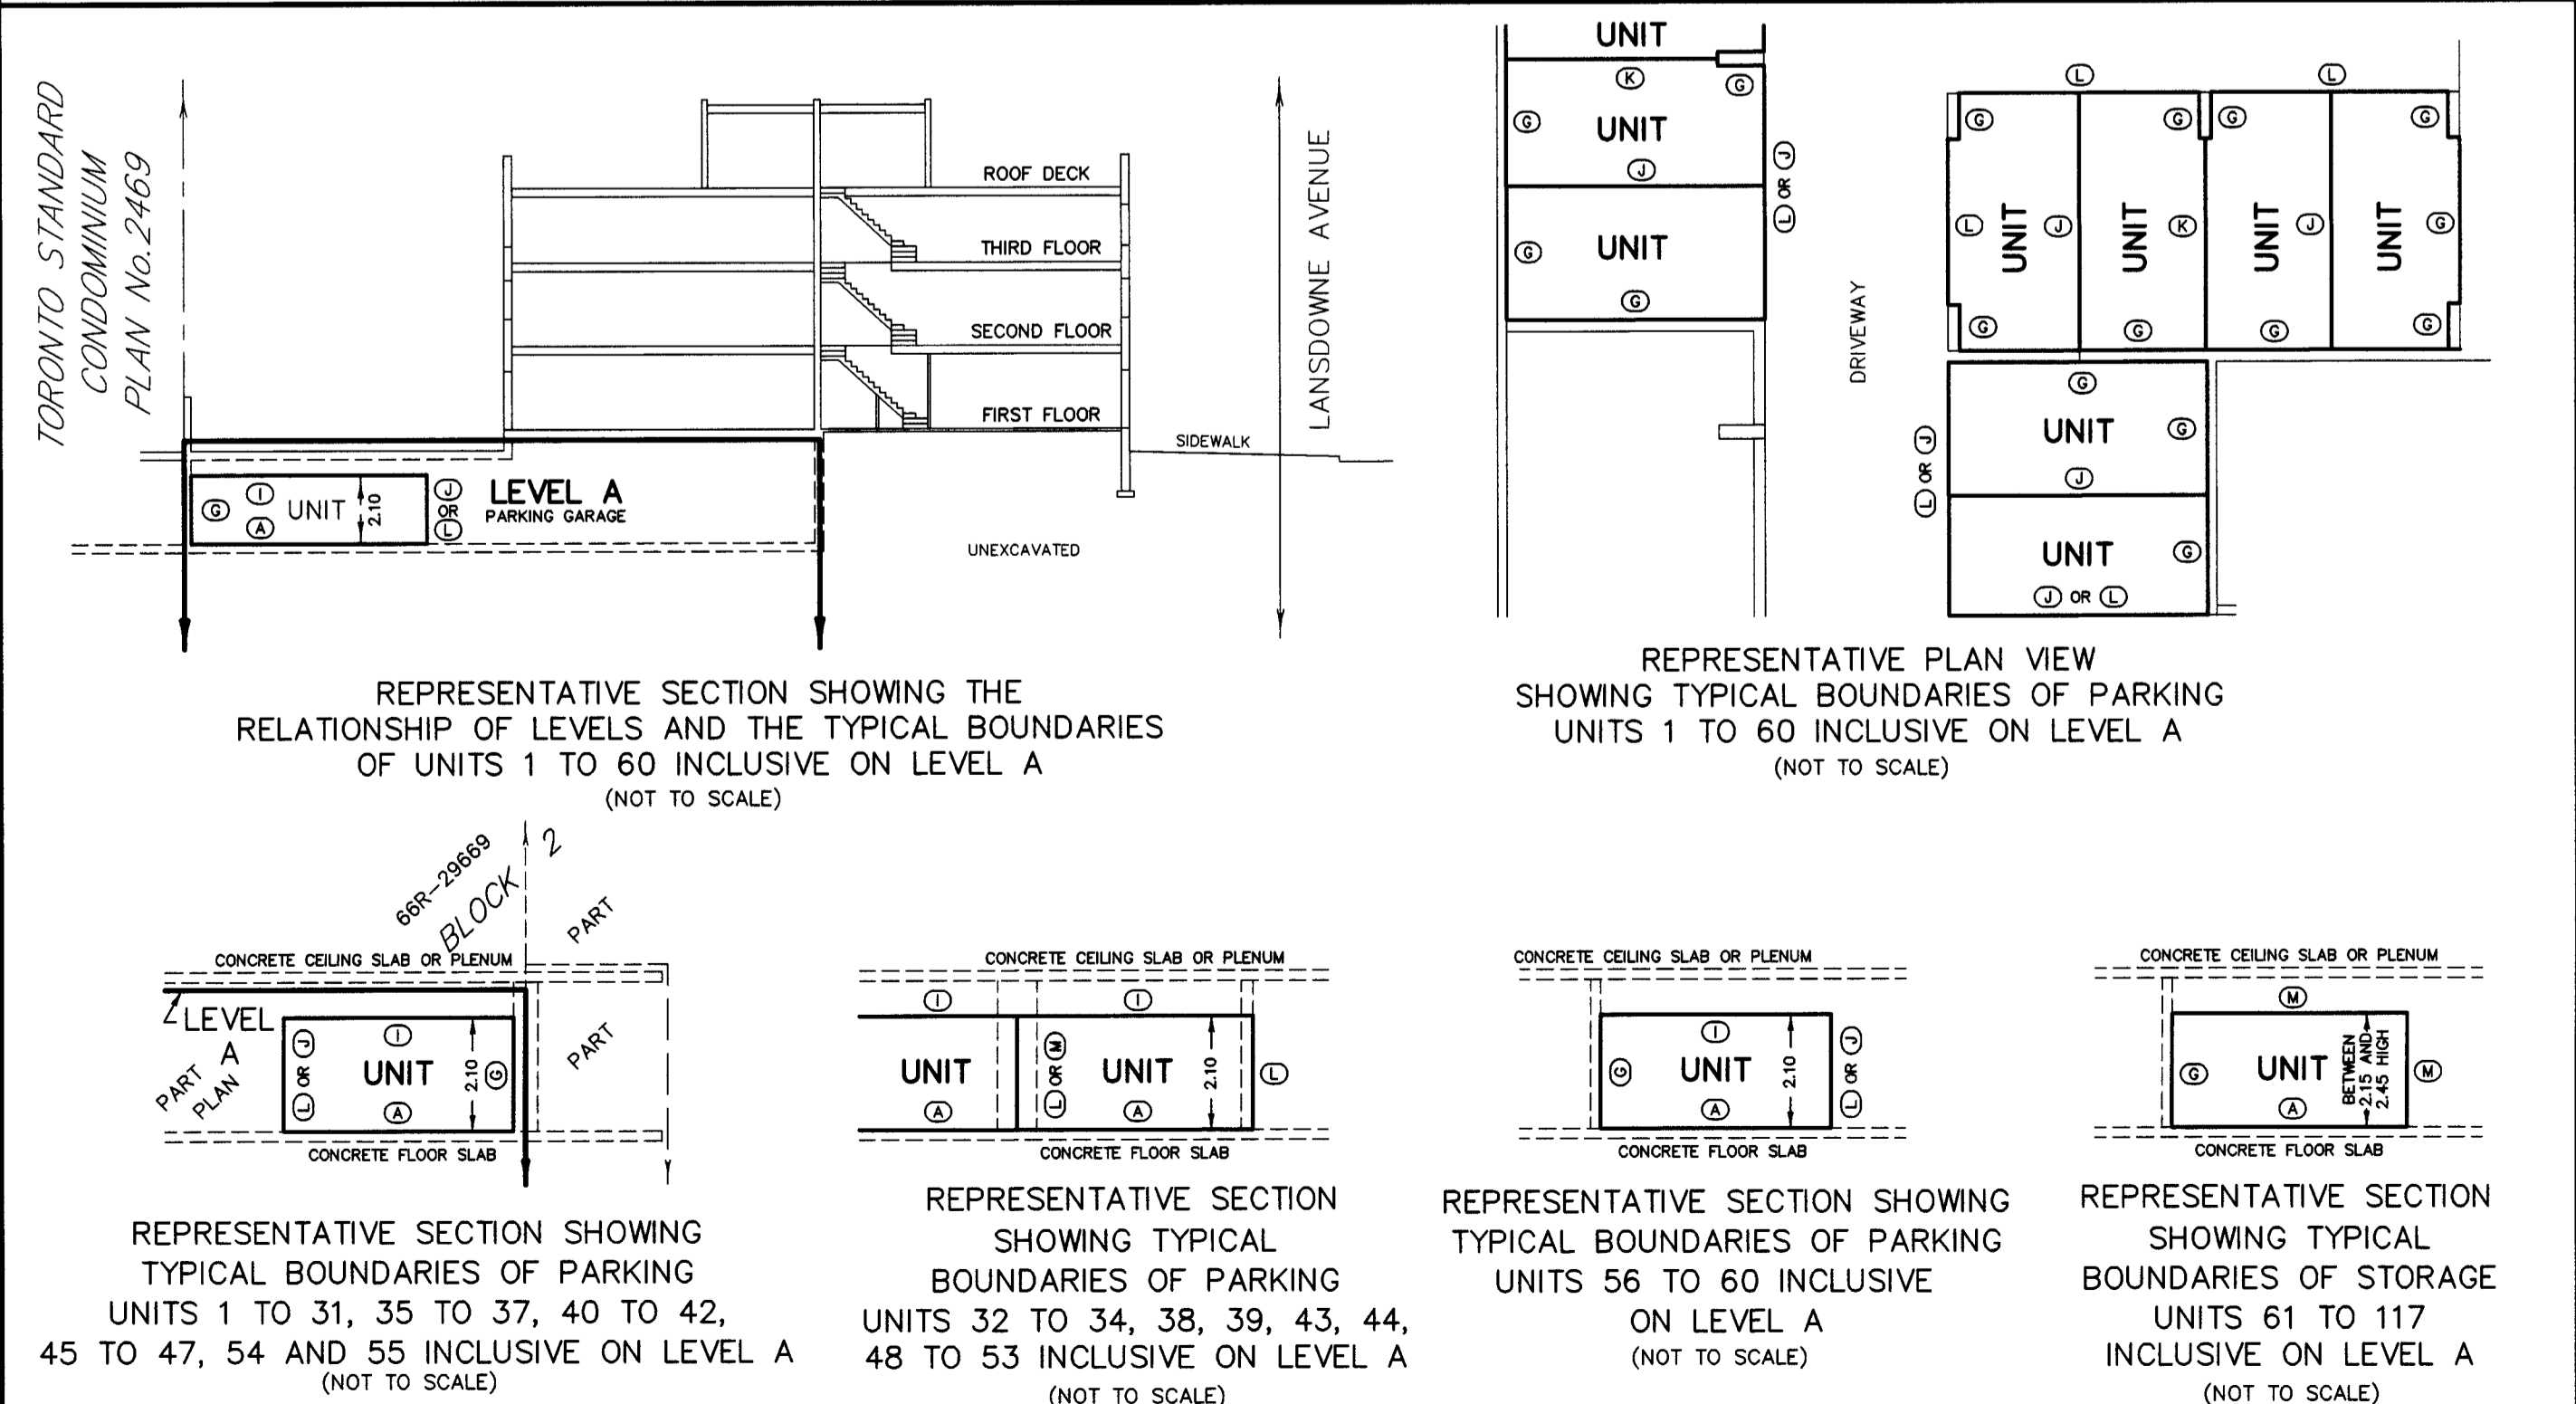 TORONTO STANDARD
CONDOMINIUM
PLAN No.2469
ROOF DECK
THIRD FLOOR
SECOND FLOOR
FIRST FLOOR
SIDEWALK
LANSDOWNE AVENUE
G I A UNIT 2.10 J OR L
LEVEL A
PARKING GARAGE
UNEXCAVATED
REPRESENTATIVE SECTION SHOWING THE
RELATIONSHIP OF LEVELS AND THE TYPICAL BOUNDARIES
OF UNITS 1 TO 60 INCLUSIVE ON LEVEL A
(NOT TO SCALE)
UNIT
K
G
G
UNIT
J
L OR J
G
UNIT
G
DRIVEWAY
L
L
G
G
G
G
L
UNIT
J
UNIT
K
UNIT
J
UNIT
G
G
G
G
G
G
UNIT
G
J
L OR J
UNIT
G
J OR L
REPRESENTATIVE PLAN VIEW
SHOWING TYPICAL BOUNDARIES OF PARKING
UNITS 1 TO 60 INCLUSIVE ON LEVEL A
(NOT TO SCALE)
66R-29669
BLOCK 2
PART
CONCRETE CEILING SLAB OR PLENUM
LEVEL
A
PART
PLAN
L OR J
I
UNIT
2.10
G
A
PART
CONCRETE FLOOR SLAB
REPRESENTATIVE SECTION SHOWING
TYPICAL BOUNDARIES OF PARKING
UNITS 1 TO 31, 35 TO 37, 40 TO 42,
45 TO 47, 54 AND 55 INCLUSIVE ON LEVEL A
(NOT TO SCALE)
CONCRETE CEILING SLAB OR PLENUM
I
I
UNIT
L OR M
UNIT
2.10
L
A
A
CONCRETE FLOOR SLAB
REPRESENTATIVE SECTION
SHOWING TYPICAL
BOUNDARIES OF PARKING
UNITS 32 TO 34, 38, 39, 43, 44,
48 TO 53 INCLUSIVE ON LEVEL A
(NOT TO SCALE)
CONCRETE CEILING SLAB OR PLENUM
I
G
UNIT
2.10
L OR J
A
CONCRETE FLOOR SLAB
REPRESENTATIVE SECTION SHOWING
TYPICAL BOUNDARIES OF PARKING
UNITS 56 TO 60 INCLUSIVE
ON LEVEL A
(NOT TO SCALE)
CONCRETE CEILING SLAB OR PLENUM
M
G
UNIT
BETWEEN
2.15 AND
2.45 HIGH
M
A
CONCRETE FLOOR SLAB
REPRESENTATIVE SECTION
SHOWING TYPICAL
BOUNDARIES OF STORAGE
UNITS 61 TO 117
INCLUSIVE ON LEVEL A
(NOT TO SCALE)